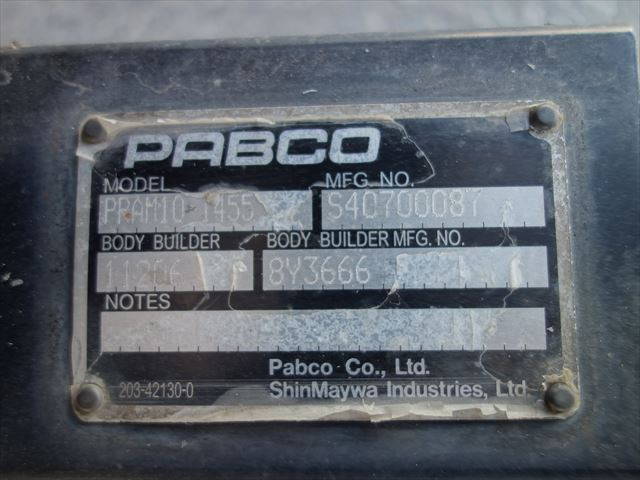 PABCO
MODEL MFG. NO.
PRAM10 1455 S40700087
BODY BUILDER BODY BUILDER MFG. NO.
11206 8Y3666
NOTES
Pabco Co., Ltd.
203-42130-0 ShinMaywa Industries, Ltd